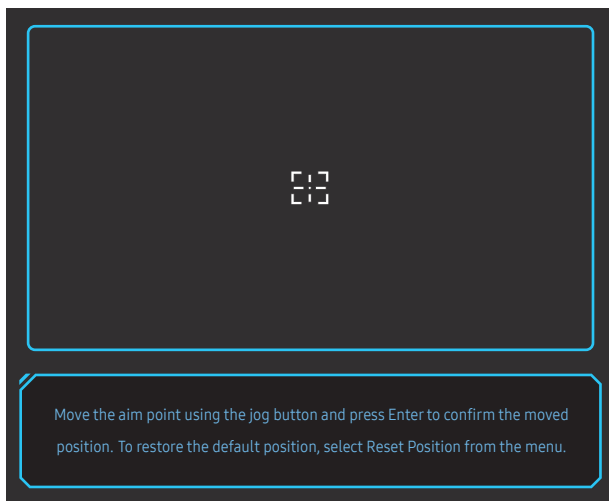 Move the aim point using the jog button and press Enter to confirm the moved
position. To restore the default position, select Reset Position from the menu.